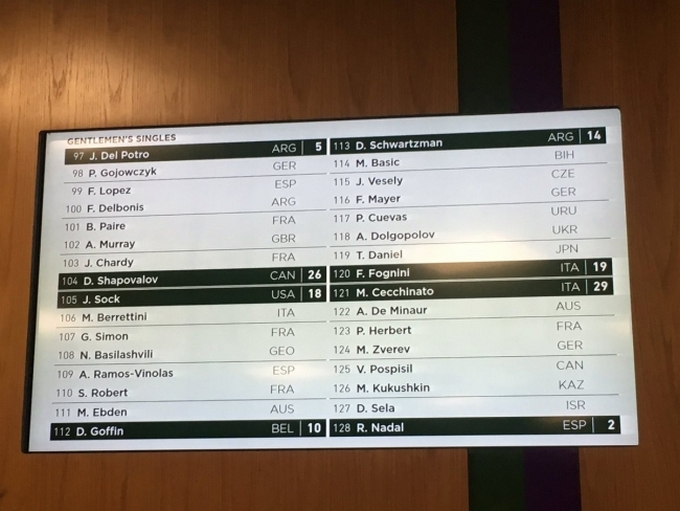 GENTLEMEN'S SINGLES
97 J. Del Potro ARG 5
98 P. Gojowczyk GER
99 F. Lopez ESP
100 F. Delbonis ARG
101 B. Paire FRA
102 A. Murray GBR
103 J. Chardy FRA
104 D. Shapovalov CAN 26
105 J. Sock USA 18
106 M. Berrettini ITA
107 G. Simon FRA
108 N. Basilashvili GEO
109 A. Ramos-Vinolas ESP
110 S. Robert FRA
111 M. Ebden AUS
112 D. Goffin BEL 10
113 D. Schwartzman ARG 14
114 M. Basic BIH
115 J. Vesely CZE
116 F. Mayer GER
117 P. Cuevas URU
118 A. Dolgopolov UKR
119 T. Daniel JPN
120 F. Fognini ITA 19
121 M. Cecchinato ITA 29
122 A. De Minaur AUS
123 P. Herbert FRA
124 M. Zverev GER
125 V. Pospisil CAN
126 M. Kukushkin KAZ
127 D. Sela ISR
128 R. Nadal ESP 2